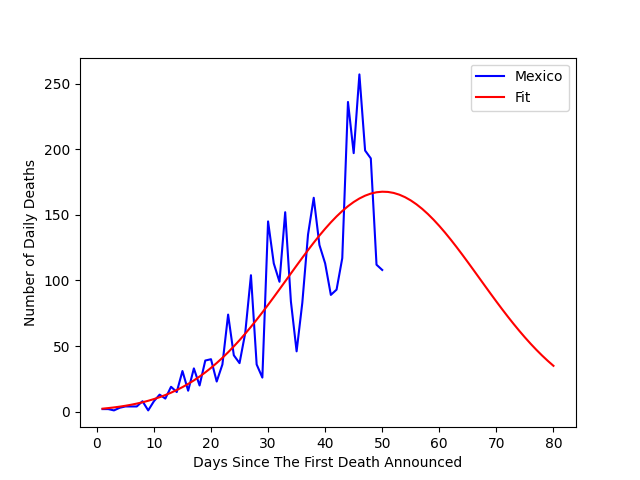 Mexico
Fit
250
200
150
100
50
0
Number of Daily Deaths
0 10 20 30 40 50 60 70 80
Days Since The First Death Announced